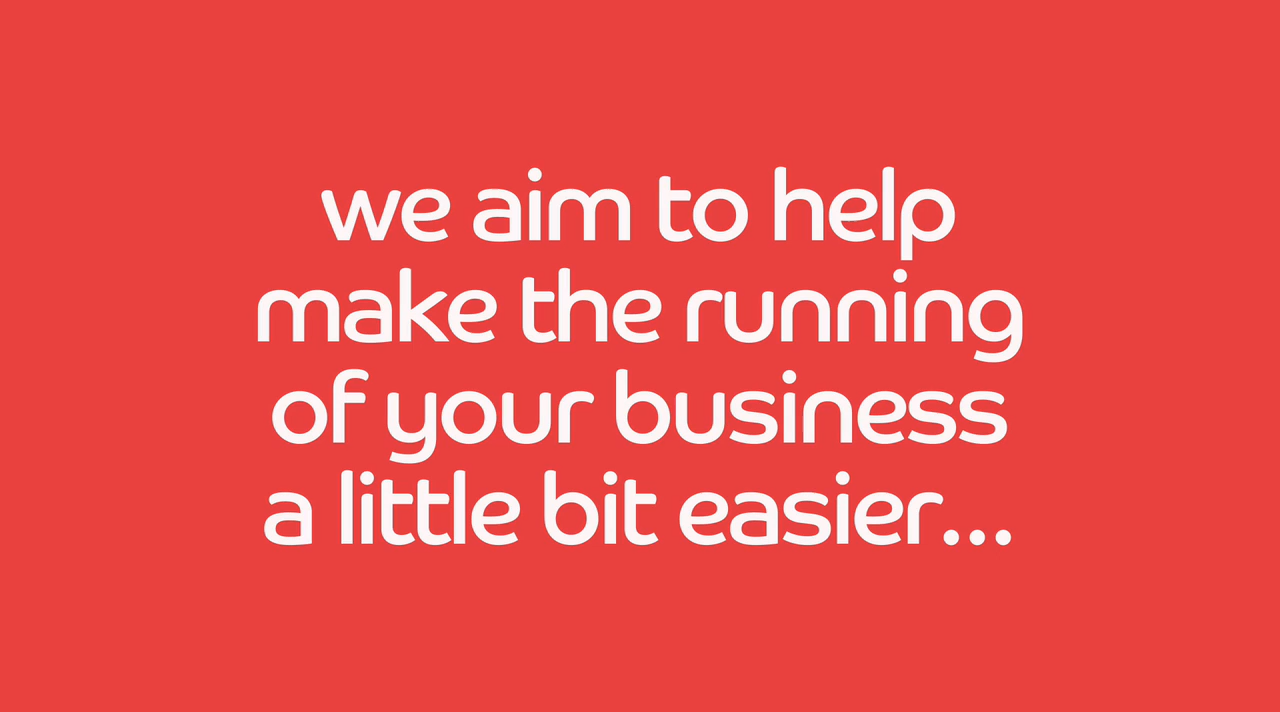 we aim to help
make the running
of your business
a little bit easier...